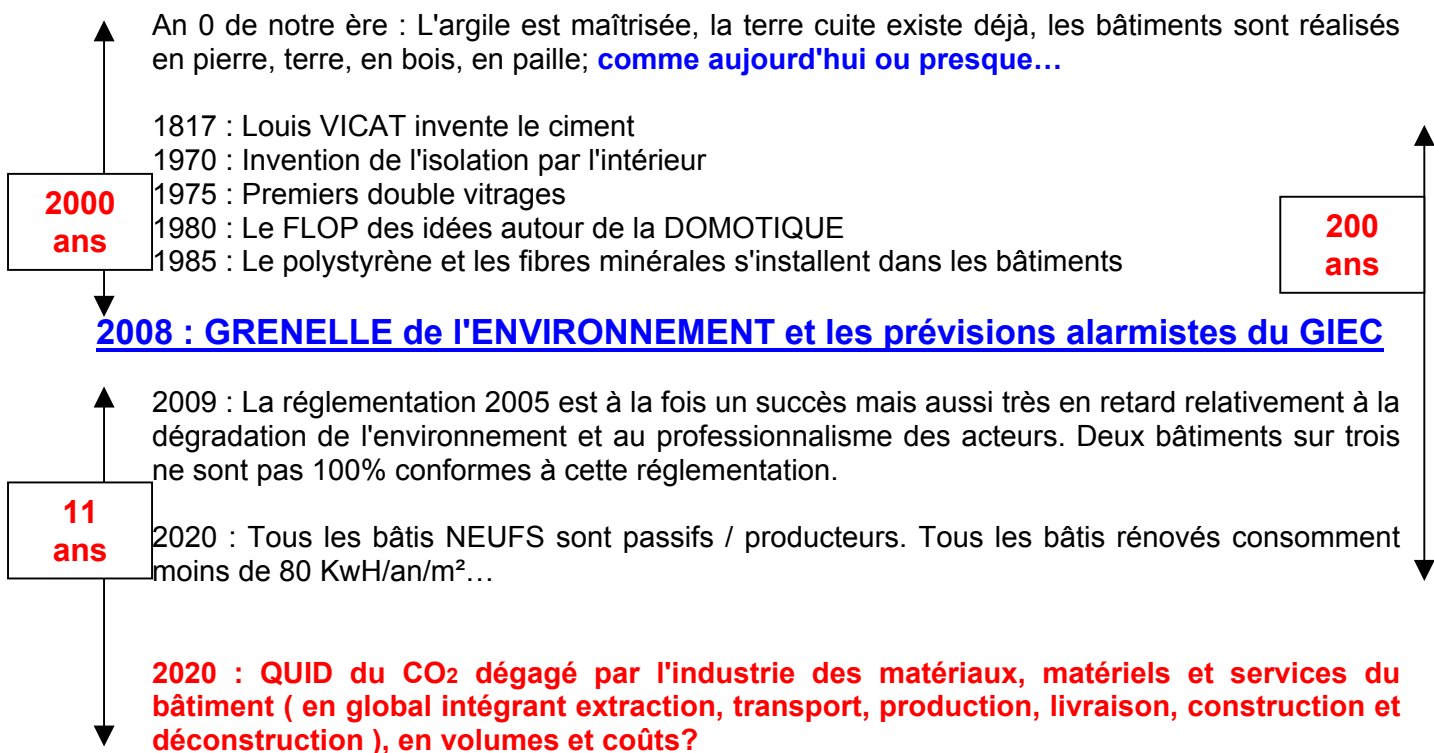 An 0 de notre ère : L'argile est maîtrisée, la terre cuite existe déjà, les bâtiments sont réalisés
en pierre, terre, en bois, en paille; comme aujourd'hui ou presque…
1817 : Louis VICAT invente le ciment
1970 : Invention de l'isolation par l'intérieur
1975 : Premiers double vitrages
1980 : Le FLOP des idées autour de la DOMOTIQUE
1985 : Le polystyrène et les fibres minérales s'installent dans les bâtiments
2000
ans
200
ans
2008 : GRENELLE de l'ENVIRONNEMENT et les prévisions alarmistes du GIEC
2009 : La réglementation 2005 est à la fois un succès mais aussi très en retard relativement à la
dégradation de l'environnement et au professionnalisme des acteurs. Deux bâtiments sur trois
ne sont pas 100% conformes à cette réglementation.
11
ans
2020 : Tous les bâtis NEUFS sont passifs / producteurs. Tous les bâtis rénovés consomment
moins de 80 KwH/an/m²…
2020 : QUID du CO2 dégagé par l'industrie des matériaux, matériels et services du
bâtiment ( en global intégrant extraction, transport, production, livraison, construction et
déconstruction ), en volumes et coûts?